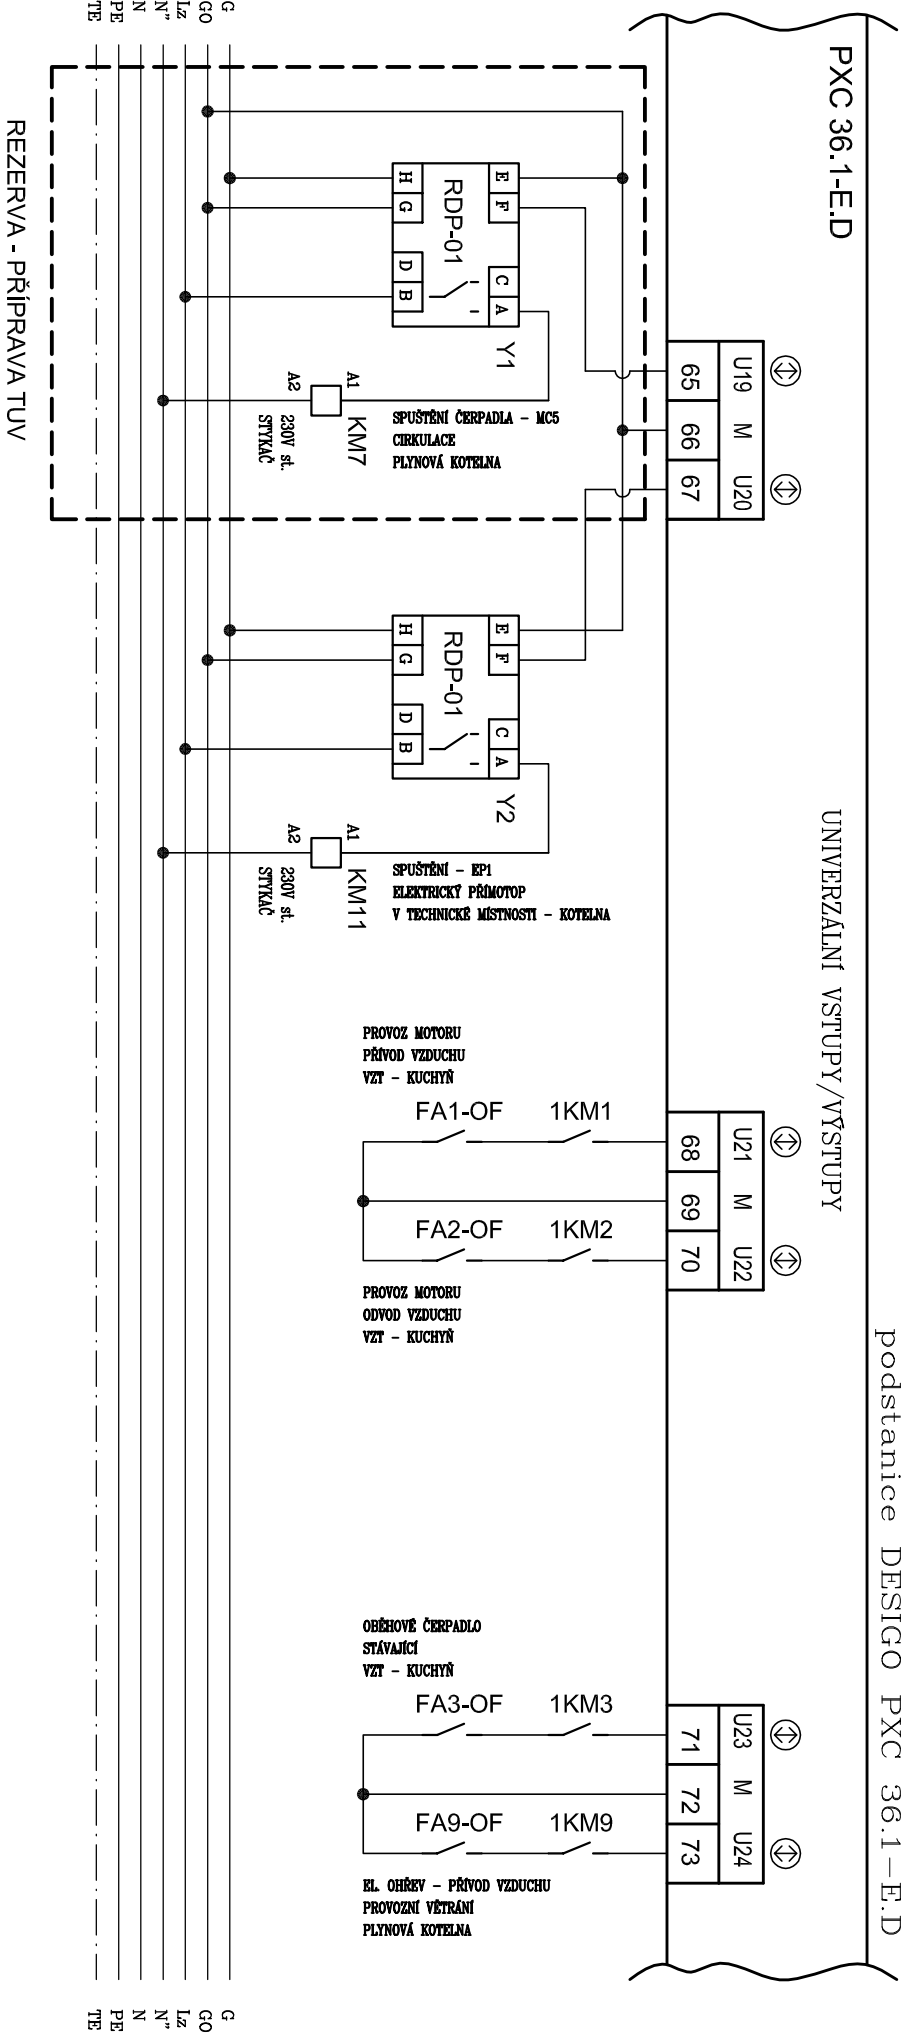 podstanice DESIGO PXC 36.1-E.D
PXC 36.1-E.D
UNIVERZÁLNÍ VSTUPY/VÝSTUPY
U19 M U20
65 66 67
U21 M U22
68 69 70
U23 M U24
71 72 73
E F C A
RDP-01
H G D B
Y1
SPUŠTĚNÍ ČERPADLA - MC5
CIRKULACE
PLYNOVÁ KOTELNA
A1
KM7
A2
230V st.
STYKAČ
E F C A
RDP-01
H G D B
Y2
SPUŠTĚNÍ - EP1
ELEKTRICKÝ PŘÍMOTOP
V TECHNICKÉ MÍSTNOSTI - KOTELNA
A1
KM11
A2
230V st.
STYKAČ
PROVOZ MOTORU
PŘÍVOD VZDUCHU
VZT - KUCHYŇ
FA1-OF 1KM1
FA2-OF 1KM2
PROVOZ MOTORU
ODVOD VZDUCHU
VZT - KUCHYŇ
OBĚHOVÉ ČERPADLO
STÁVAJÍCÍ
VZT - KUCHYŇ
FA3-OF 1KM3
FA9-OF 1KM9
EL. OHŘEV - PŘÍVOD VZDUCHU
PROVOZNÍ VĚTRÁNÍ
PLYNOVÁ KOTELNA
G
GO
Lz
N"
N
PE
TE
G
GO
Lz
N"
N
PE
TE
REZERVA - PŘÍPRAVA TUV